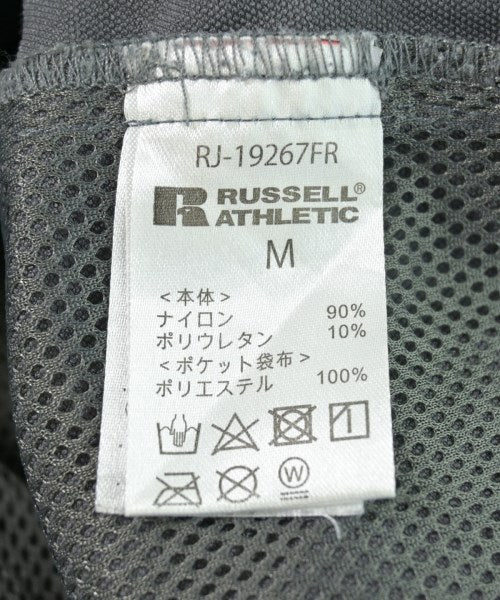 RJ-19267FR
RUSSELL®
ATHLETIC
M
<本体>
ナイロン 90%
ポリウレタン 10%
<ポケット袋布>
ポリエステル 100%
W